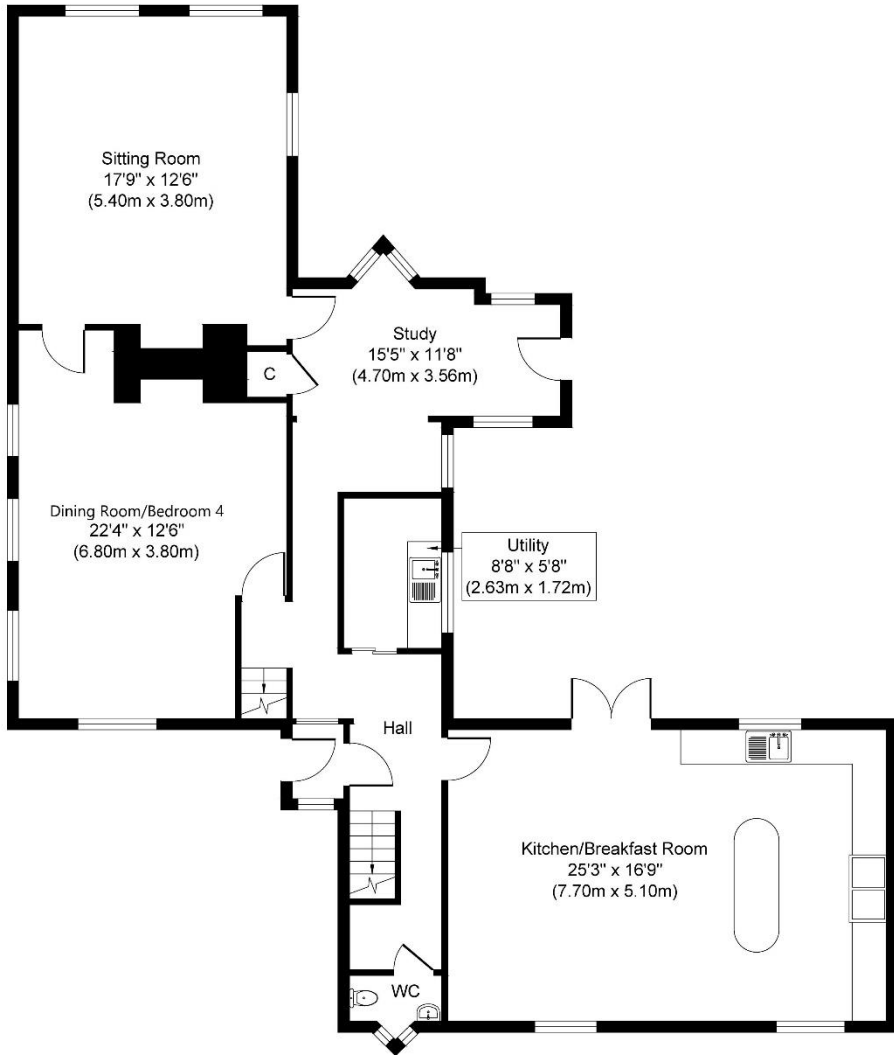 Sitting Room
17'9" x 12'6"
(5.40m x 3.80m)
Study
15'5" x 11'8"
(4.70m x 3.56m)
C
Dining Room/Bedroom 4
22'4" x 12'6"
(6.80m x 3.80m)
Utility
8'8" x 5'8"
(2.63m x 1.72m)
Hall
Kitchen/Breakfast Room
25'3" x 16'9"
(7.70m x 5.10m)
WC